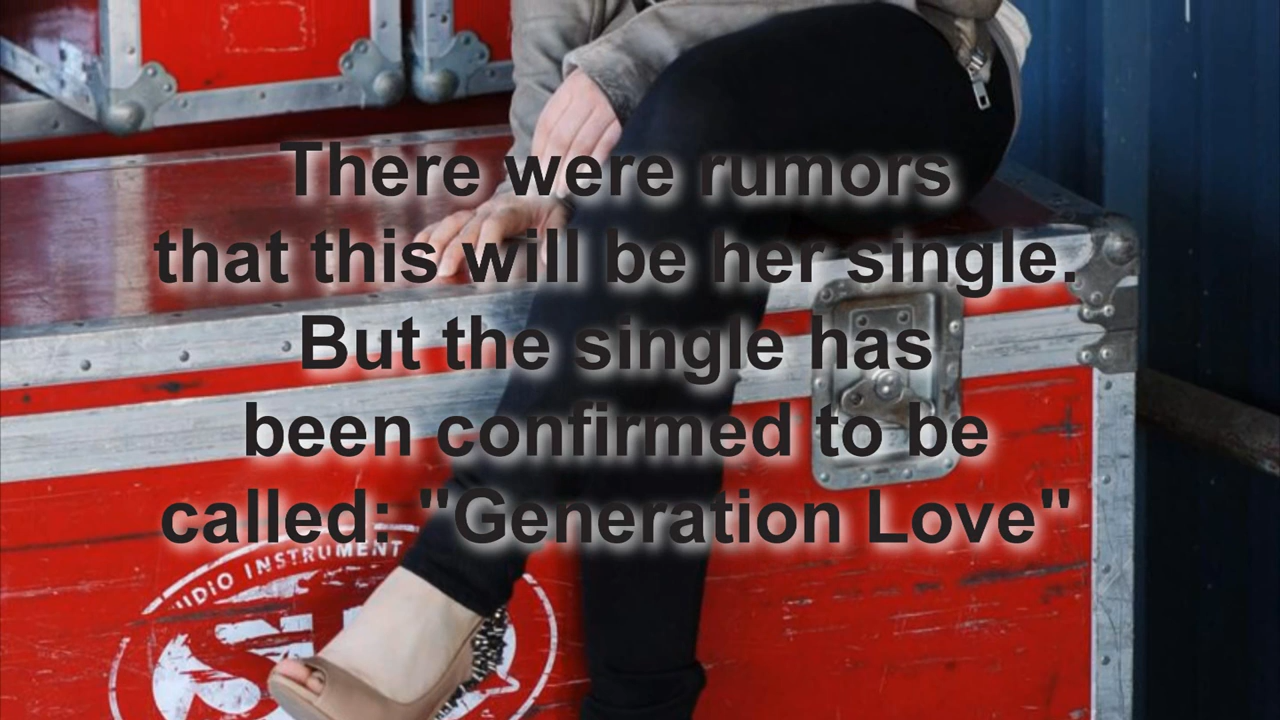 There were rumors
that this will be her single.
But the single has
been confirmed to be
called: "Generation Love"
UDIO INSTRUMENT